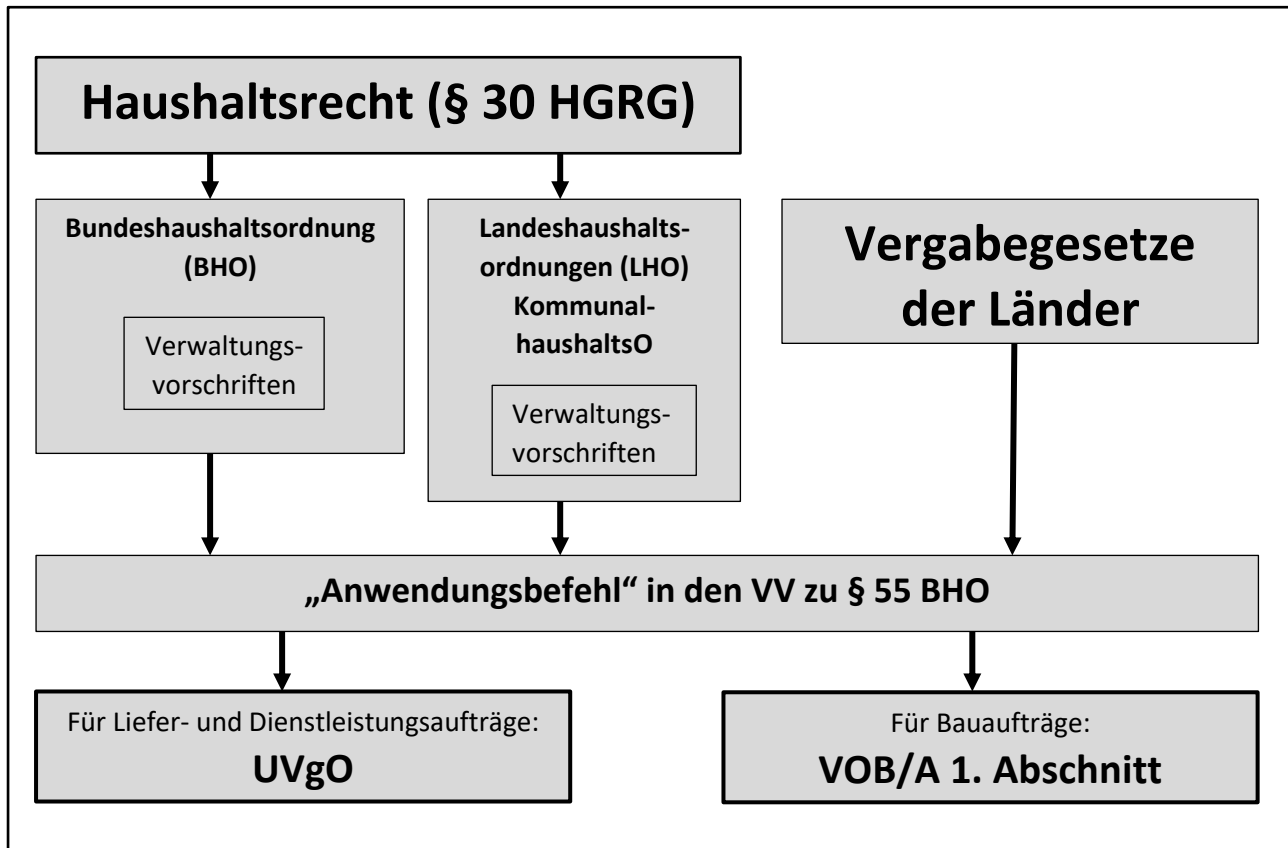 Haushaltsrecht (§ 30 HGRG)
Bundeshaushaltsordnung
(BHO)
Verwaltungs-
vorschriften
Landeshaushalts-
ordnungen (LHO)
Kommunal-
haushaltsO
Verwaltungs-
vorschriften
Vergabegesetze
der Länder
„Anwendungsbefehl“ in den VV zu § 55 BHO
Für Liefer- und Dienstleistungsaufträge:
UVgO
Für Bauaufträge:
VOB/A 1. Abschnitt